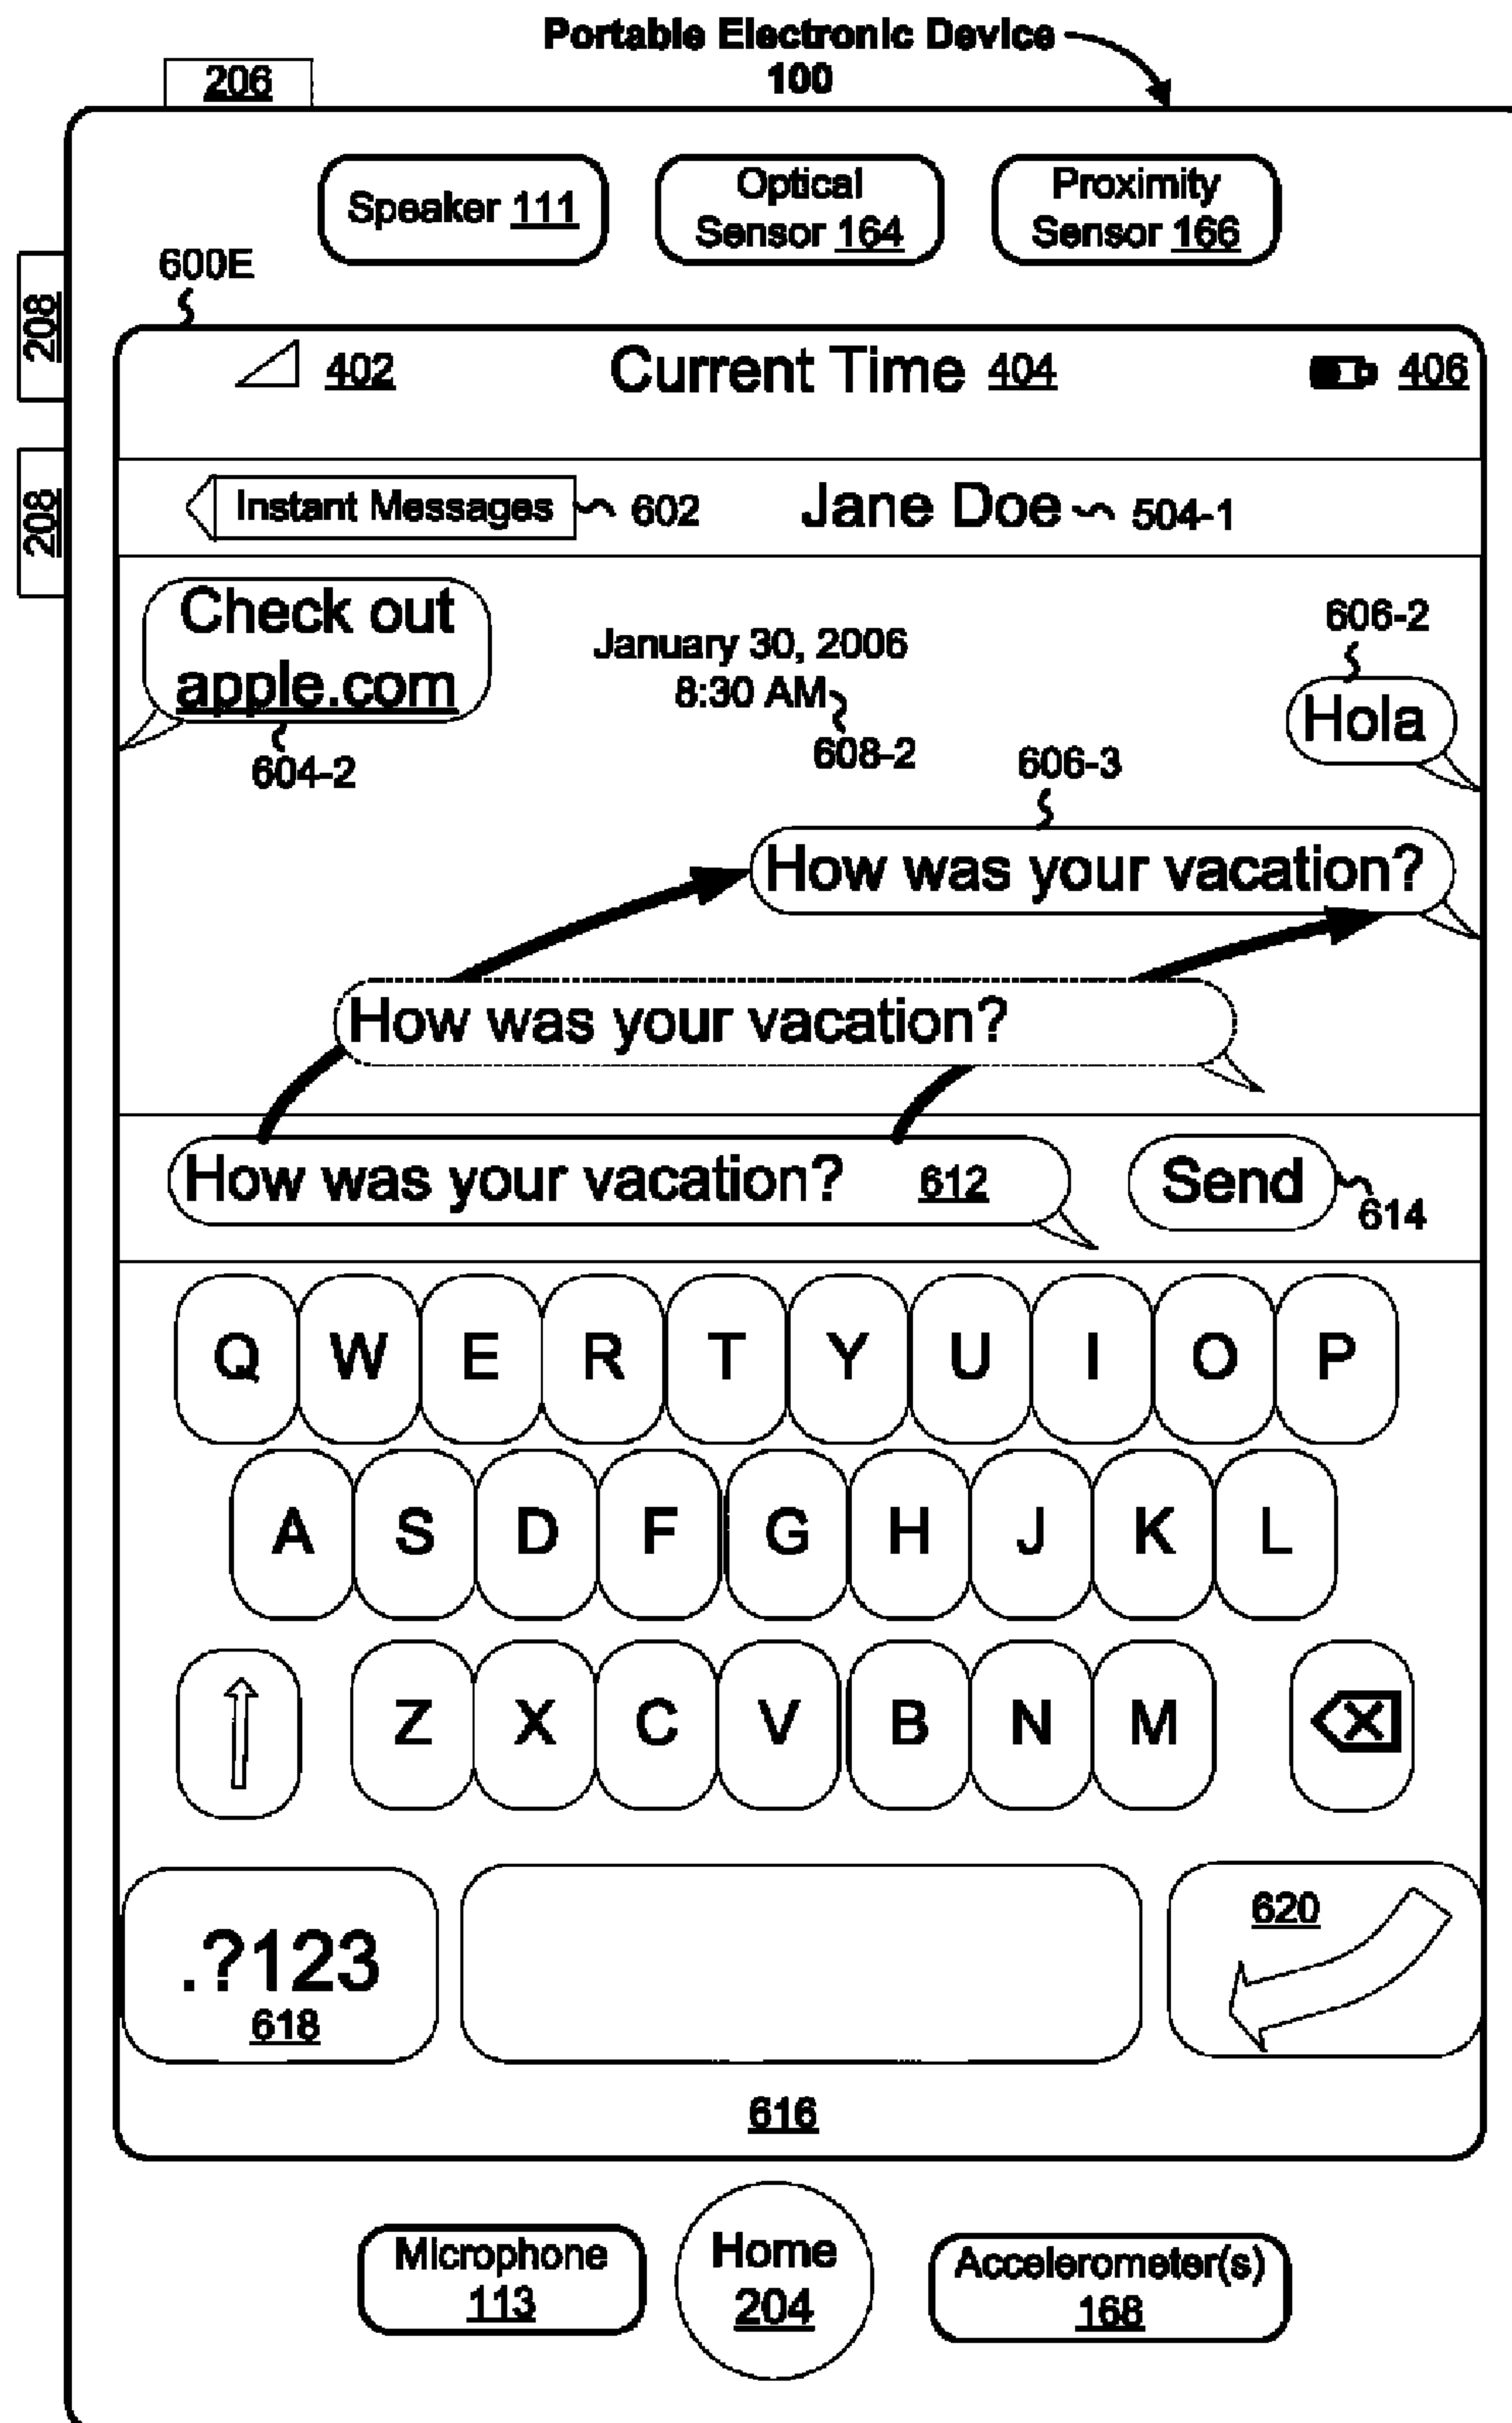 Portable Electronic Device
100
206
Speaker 111
Optical
Sensor 164
Proximity
Sensor 166
600E
208
208
402
Current Time 404
406
Instant Messages
602
Jane Doe
504-1
Check out
apple.com
604-2
January 30, 2006
8:30 AM
608-2
606-2
Hola
606-3
How was your vacation?
How was your vacation?
How was your vacation? 612
Send
614
Q W E R T Y U I O P
A S D F G H J K L
Z X C V B N M
.?123
618
620
616
Microphone
113
Home
204
Accelerometer(s)
168